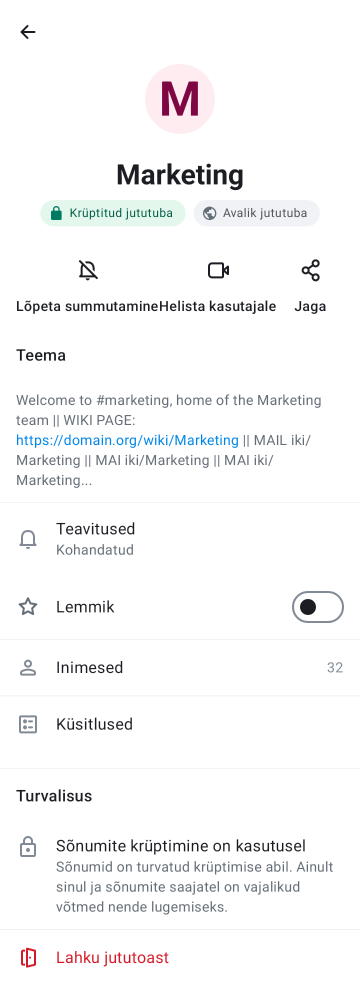 M
Marketing
Krüptitud jututuba
Avalik jututuba
Lõpeta summutamine
Helista kasutajale
Jaga
Teema
Welcome to #marketing, home of the Marketing
team || WIKI PAGE:
https://domain.org/wiki/Marketing || MAIL iki/
Marketing || MAI iki/Marketing || MAI iki/
Marketing...
Teavitused
Kohandatud
Lemmik
Inimesed 32
Küsitlused
Turvalisus
Sõnumite krüptimine on kasutusel
Sõnumid on turvatud krüptimise abil. Ainult
sinul ja sõnumite saajatel on vajalikud
võtmed nende lugemiseks.
Lahku jututoast